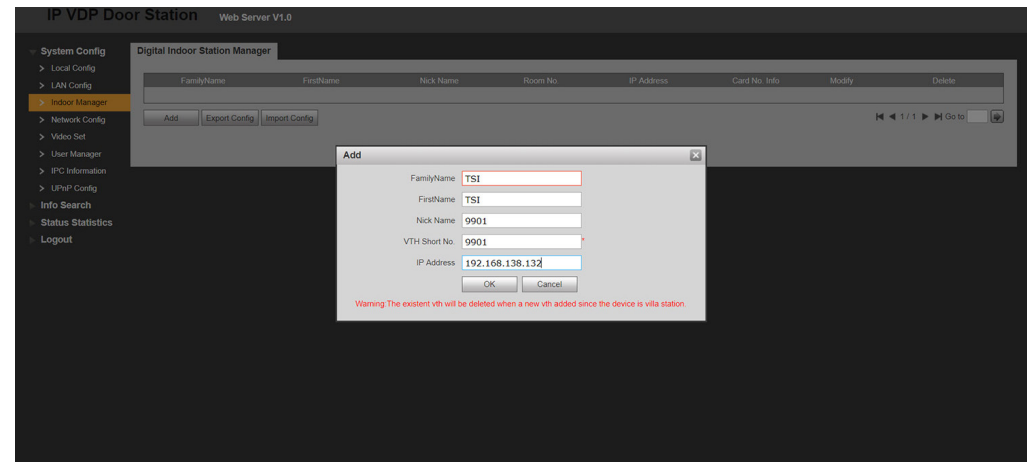 IP VDP Door Station Web Server V1.0
System Config
Local Config
LAN Config
Indoor Manager
Network Config
Video Set
User Manager
IPC Information
UPnP Config
Info Search
Status Statistics
Logout
Digital Indoor Station Manager
FamilyName FirstName Nick Name Room No. IP Address Card No. Info Modify Delete
Add Export Config Import Config 1 / 1 Go to
Add
FamilyName TSI
FirstName TSI
Nick Name 9901
VTH Short No. 9901 *
IP Address 192.168.138.132
OK Cancel
Warning:The existent vth will be deleted when a new vth added since the device is villa station.